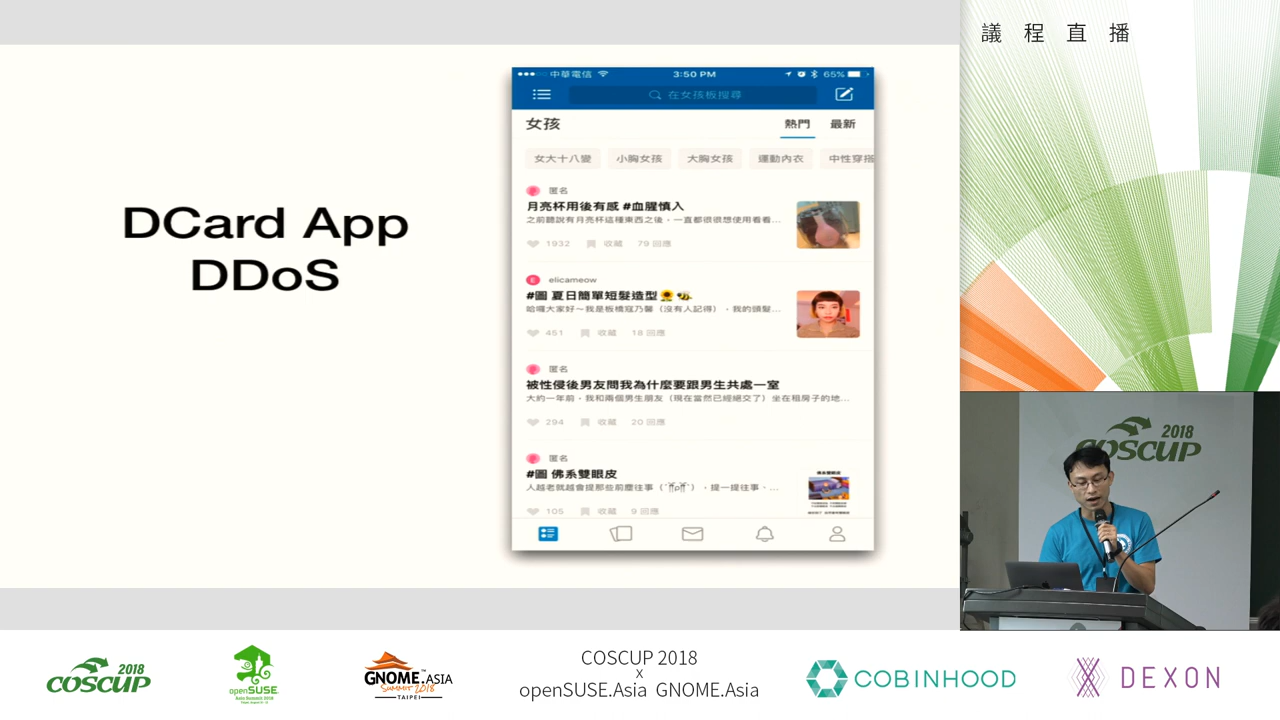 議程直播
DCard App
DDoS
中華電信
3:50 PM
65%
在女孩板搜尋
女孩
熱門
最新
女大十八變
小胸女孩
大胸女孩
運動內衣
中性穿搭
匿名
月亮杯用後有感 #血腥慎入
之前聽說有月亮杯這種東西之後，一直都很很想使用看看...
1932
收藏
79 回應
E
elicameow
#圖 夏日簡單短髮造型🌻🐝
哈囉大家好～我是板橋寇乃馨（沒有人記得），我的頭髮...
451
收藏
18 回應
匿名
被性侵後男友問我為什麼要跟男生共處一室
大約一年前，我和兩個男生朋友（現在當然已經絕交了）坐在租房子的地...
294
收藏
20 回應
匿名
#圖 佛系雙眼皮
人越老就越會提那些前塵往事
，提一提往事，...
105
收藏
9 回應
2018
COSCUP
2018
COSCUP
openSUSE
GNOME.ASIA
SUMMIT 2018
TAIPEI
COSCUP 2018
x
openSUSE.Asia GNOME.Asia
COBINHOOD
DEXON